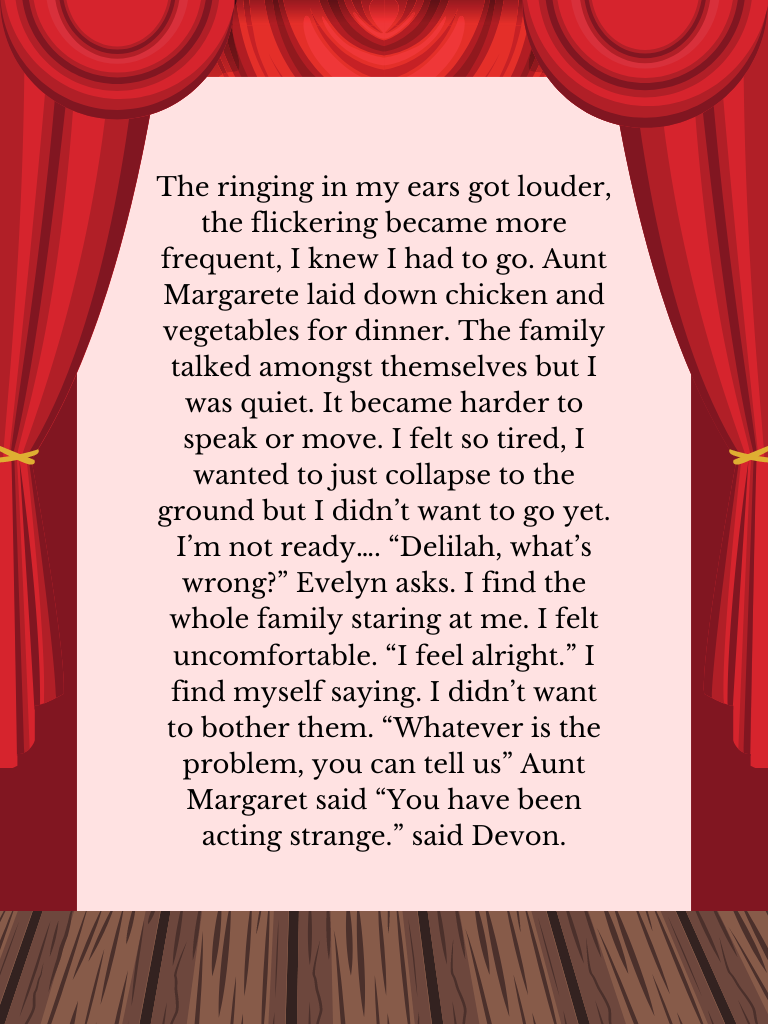 The ringing in my ears got louder,
the flickering became more
frequent, I knew I had to go. Aunt
Margarete laid down chicken and
vegetables for dinner. The family
talked amongst themselves but I
was quiet. It became harder to
speak or move. I felt so tired, I
wanted to just collapse to the
ground but I didn’t want to go yet.
I’m not ready…. “Delilah, what’s
wrong?” Evelyn asks. I find the
whole family staring at me. I felt
uncomfortable. “I feel alright.” I
find myself saying. I didn’t want
to bother them. “Whatever is the
problem, you can tell us” Aunt
Margaret said “You have been
acting strange.” said Devon.